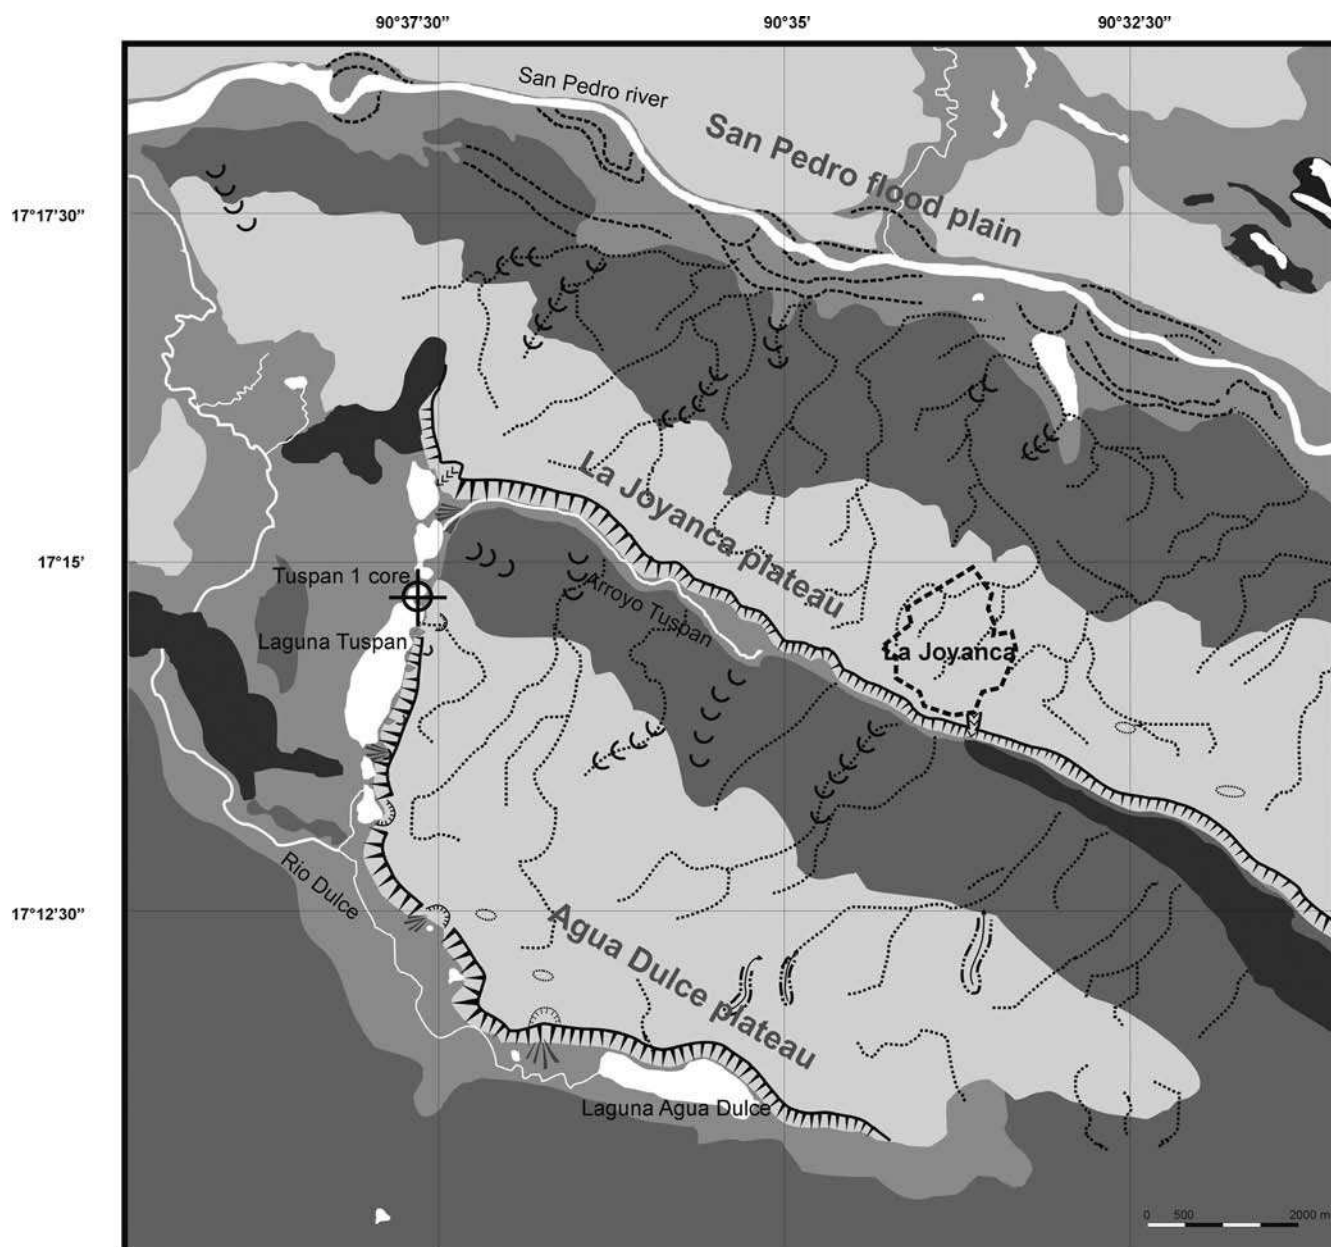 90°37'30’’
90°35'
90°32'30’’
San Pedro river
San Pedro flood plain
17°17'30’’
La Joyanca plateau
17°15'
Tuspan 1 core
Arroyo Tuspan
Laguna Tuspan
La Joyanca
Rio Dulce
17°12'30’’
Agua Dulce plateau
Laguna Agua Dulce
0 500 2000 m